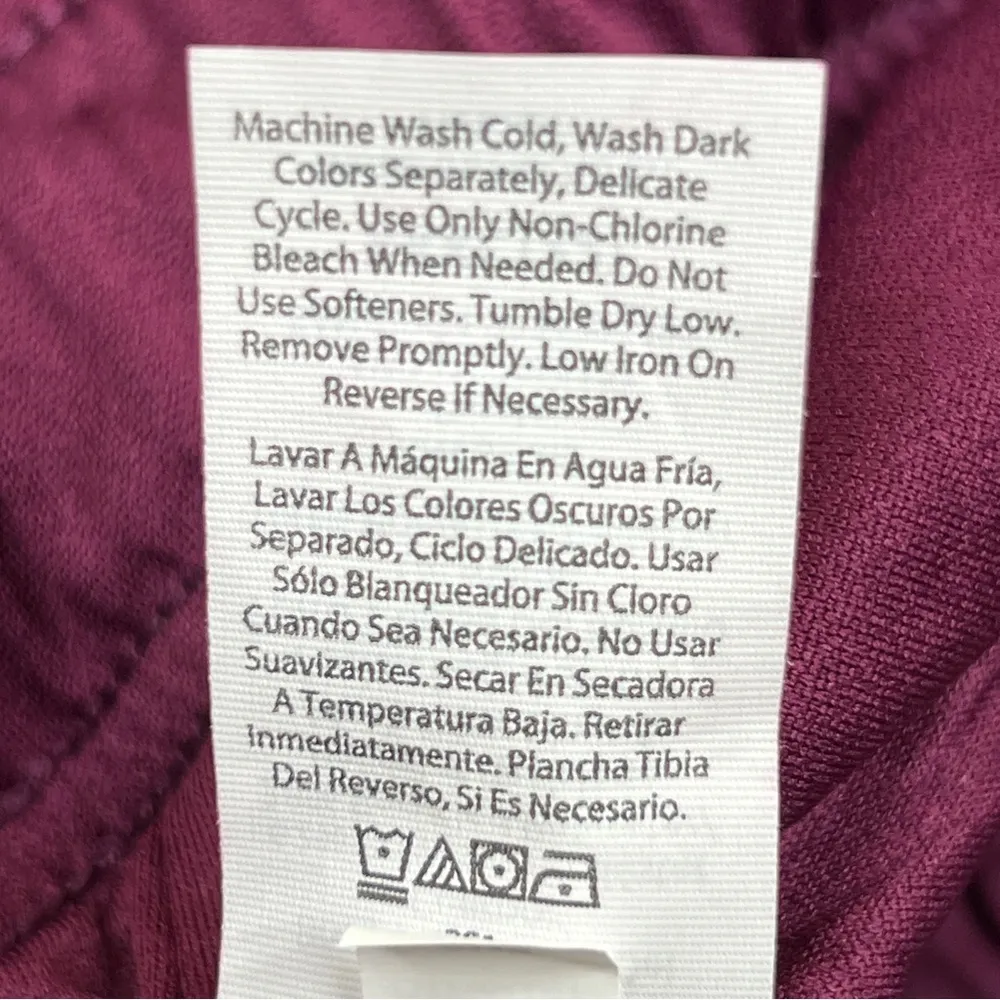 Machine Wash Cold, Wash Dark
Colors Separately, Delicate
Cycle. Use Only Non-Chlorine
Bleach When Needed. Do Not
Use Softeners. Tumble Dry Low.
Remove Promptly. Low Iron On
Reverse If Necessary.
Lavar A Máquina En Agua Fría,
Lavar Los Colores Oscuros Por
Separado, Ciclo Delicado. Usar
Sólo Blanqueador Sin Cloro
Cuando Sea Necesario. No Usar
Suavizantes. Secar En Secadora
A Temperatura Baja. Retirar
Inmediatamente. Plancha Tibia
Del Reverso, Si Es Necesario.